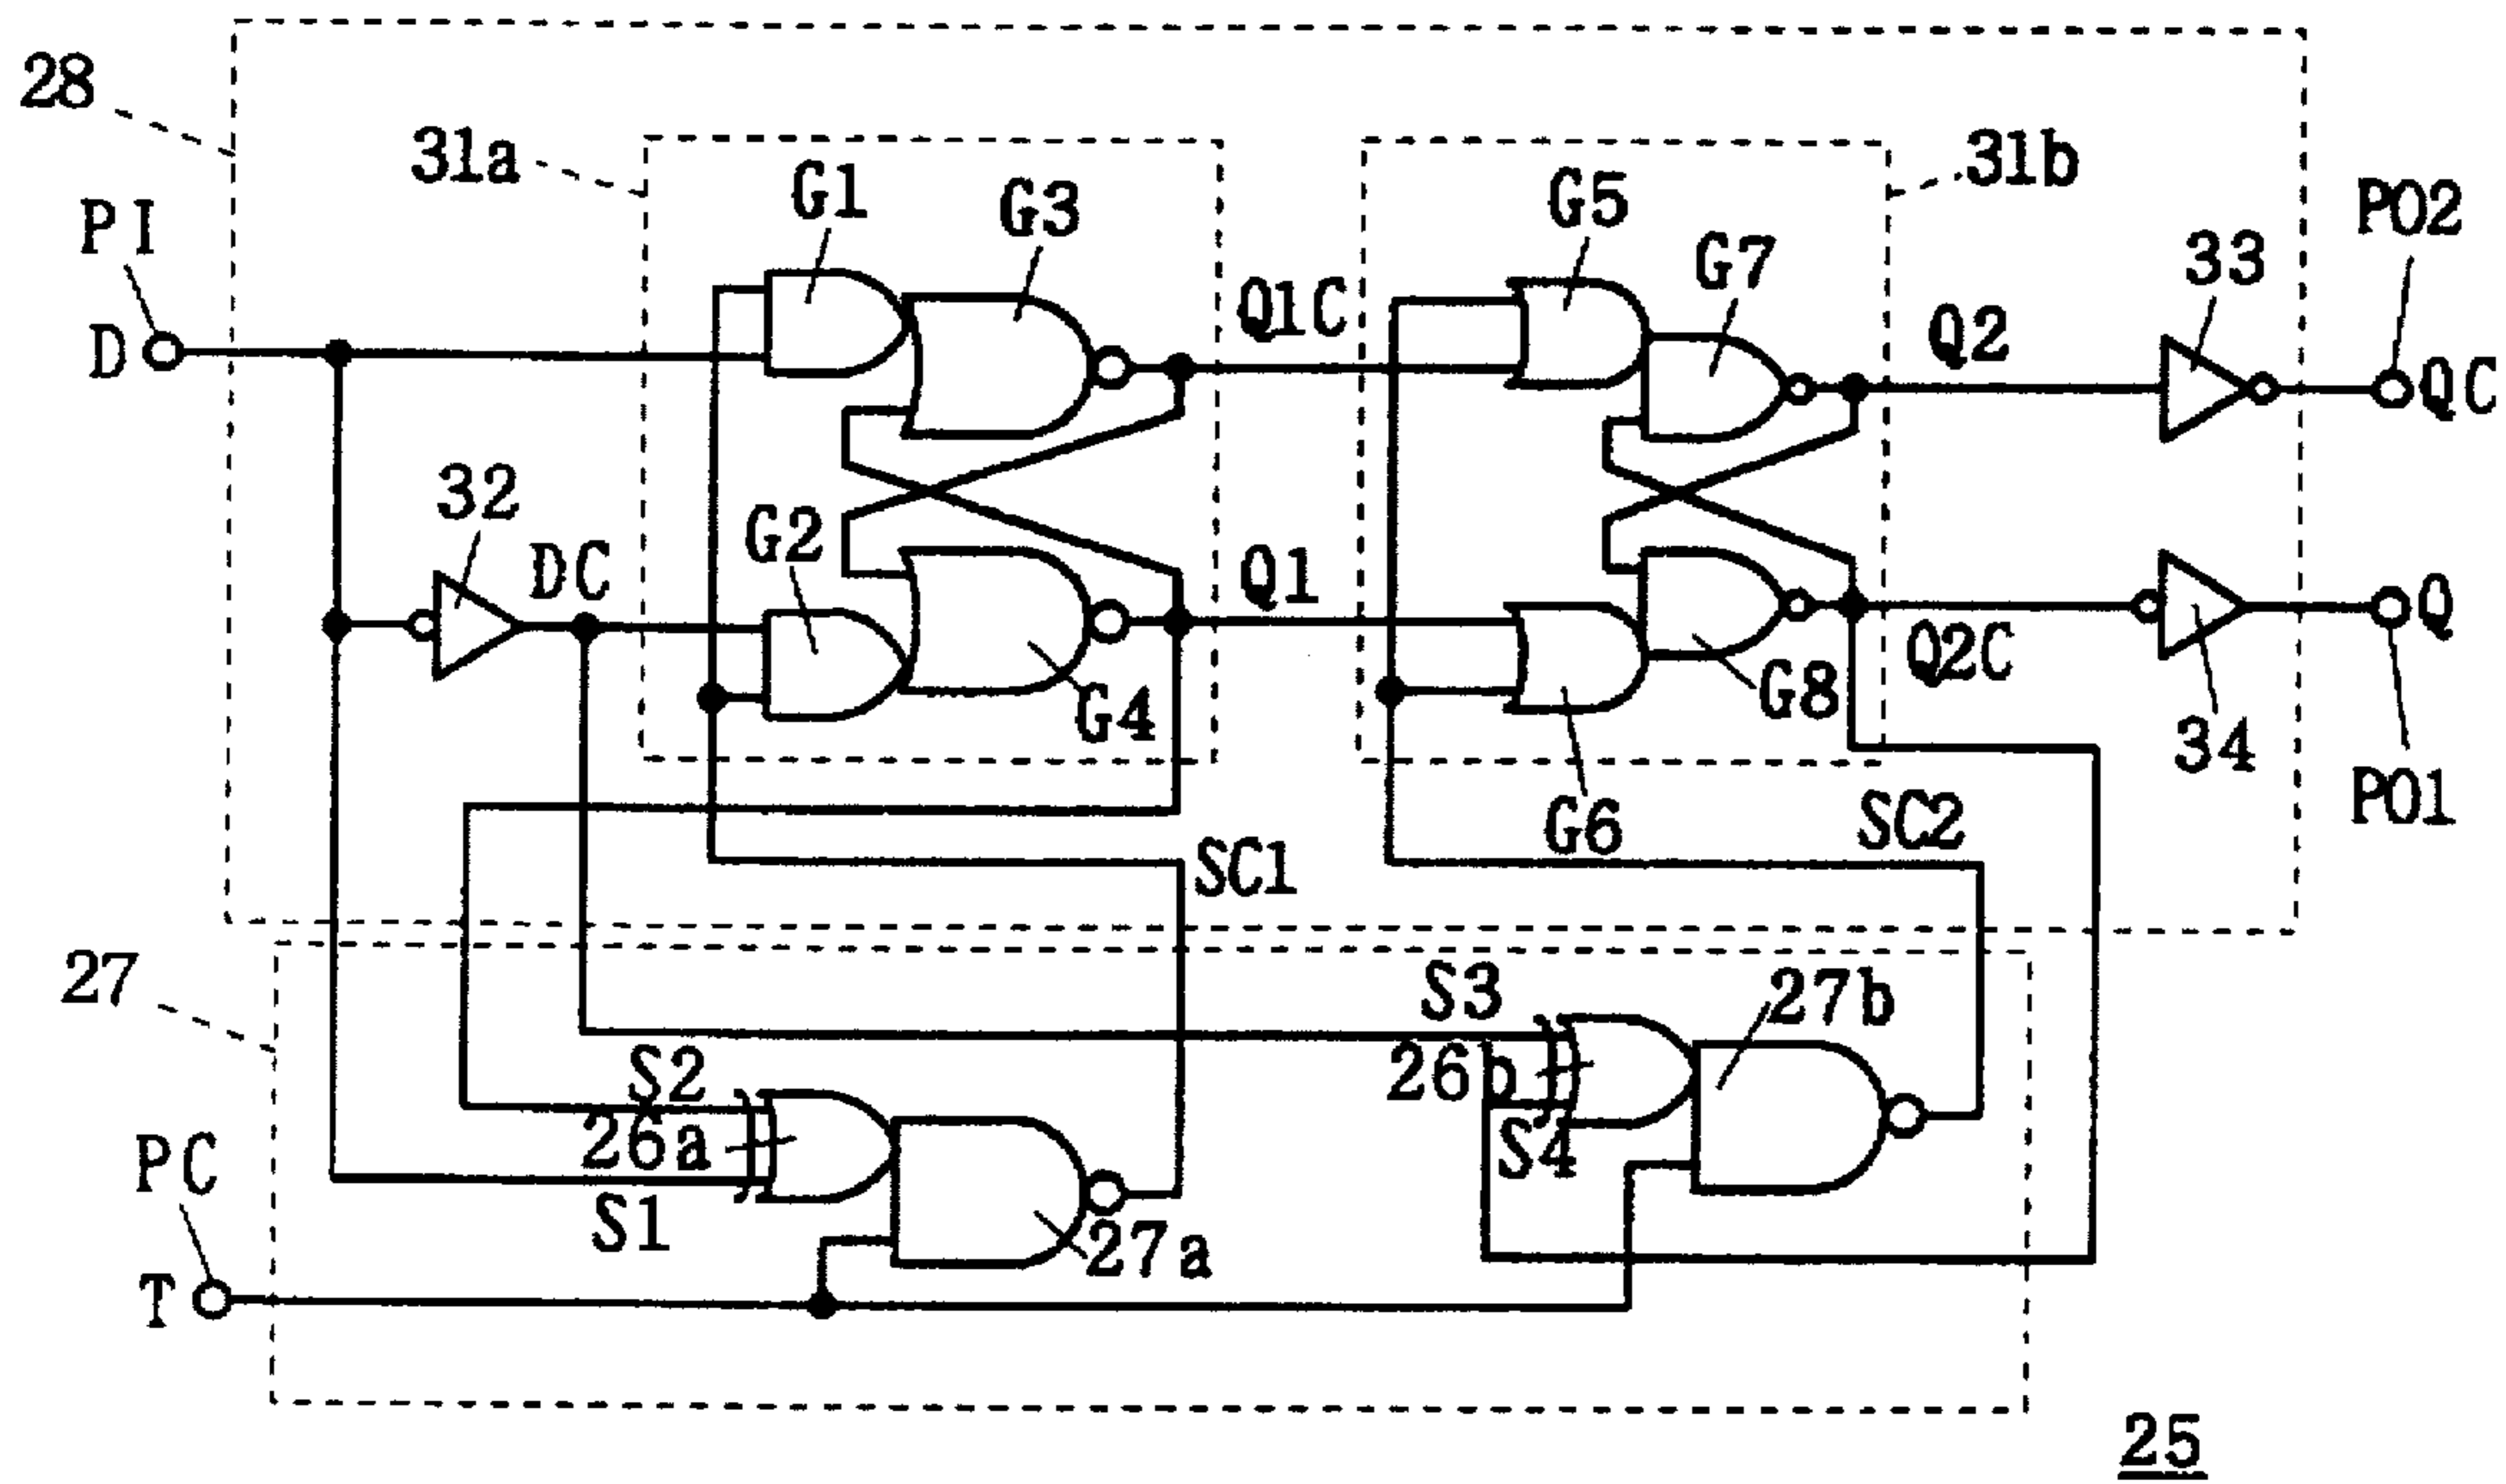 28
31a
31b
PI
G1
G3
G5
G7
PO2
33
D
Q1C
Q2
QC
32
DC
G2
Q1
Q
G4
G8
Q2C
34
PO1
G6
SC2
SC1
27
S3
27b
S2
26b
26a
S4
PC
S1
27a
T
25